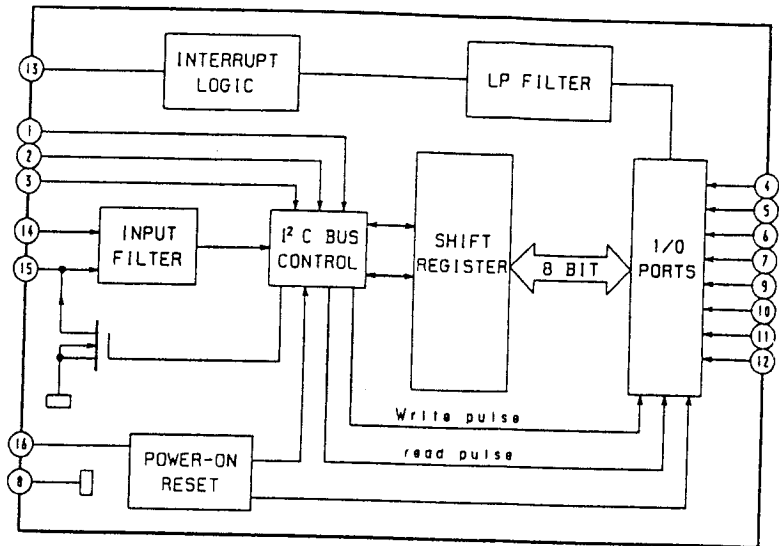 13
INTERRUPT
LOGIC
LP FILTER
1
2
3
14
15
INPUT
FILTER
I² C BUS
CONTROL
SHIFT
REGISTER
8 BIT
I/O
PORTS
4
5
6
7
9
10
11
12
Write pulse
read pulse
16
8
POWER-ON
RESET